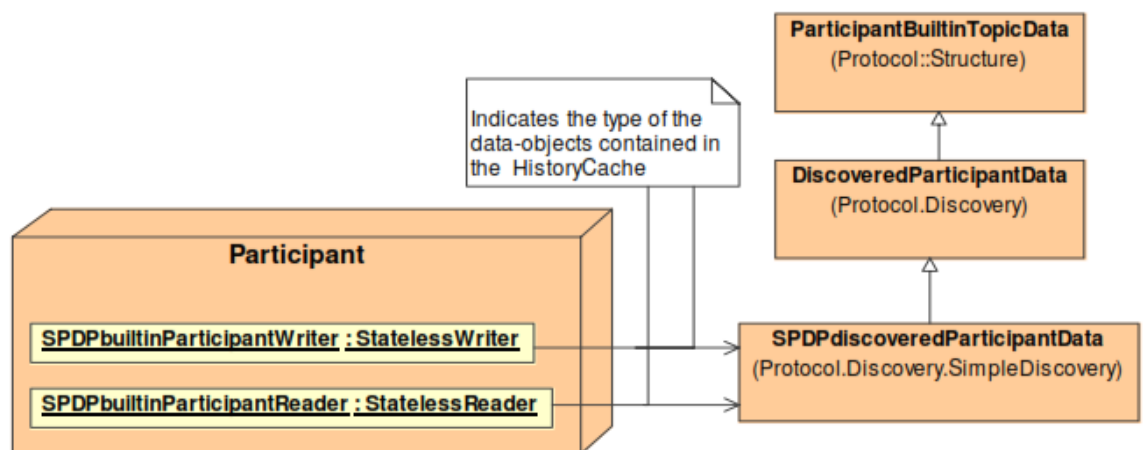 ParticipantBuiltinTopicData
(Protocol::Structure)
Indicates the type of the
data-objects contained in
the HistoryCache
DiscoveredParticipantData
(Protocol.Discovery)
Participant
SPDPbuiltinParticipantWriter : StatelessWriter
SPDPdiscoveredParticipantData
(Protocol.Discovery.SimpleDiscovery)
SPDPbuiltinParticipantReader : StatelessReader